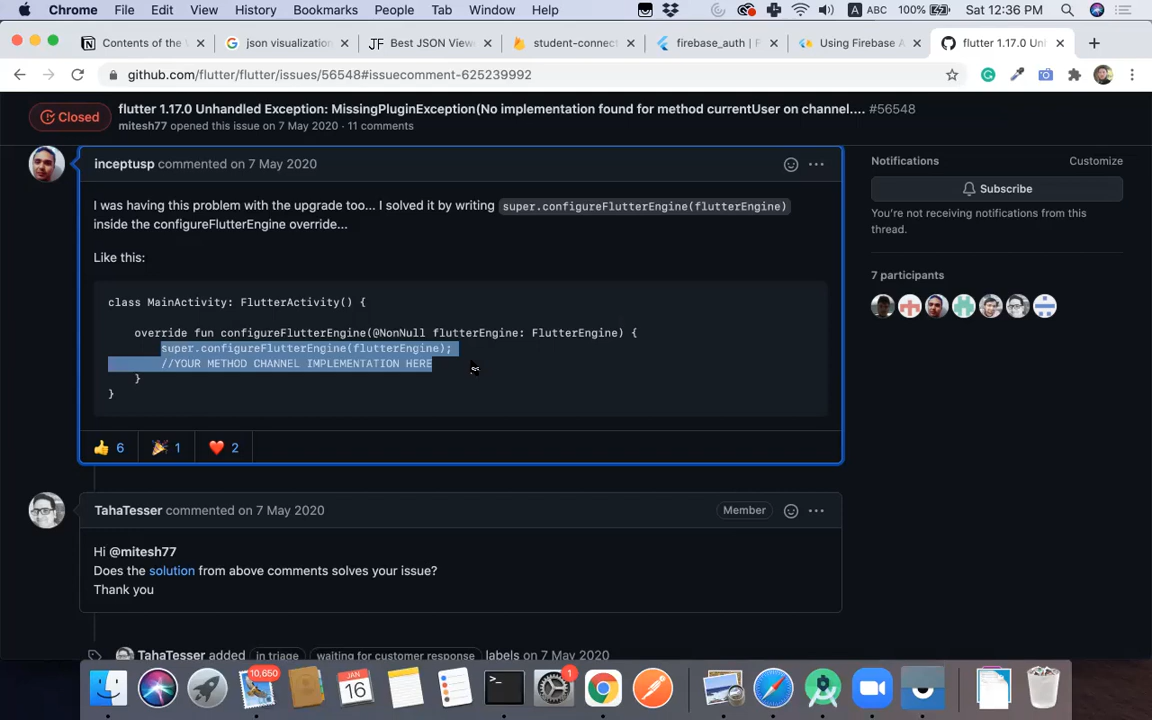 Chrome File Edit View History Bookmarks People Tab Window Help
A ABC 100% Sat 12:36 PM
Contents of the
json visualization
Best JSON View
student-connect
firebase_auth | F
Using Firebase A
flutter 1.17.0 Un
github.com/flutter/flutter/issues/56548#issuecomment-625239992
Closed
flutter 1.17.0 Unhandled Exception: MissingPluginException(No implementation found for method currentUser on channel.... #56548
mitesh77 opened this issue on 7 May 2020 · 11 comments
inceptusp commented on 7 May 2020
I was having this problem with the upgrade too... I solved it by writing super.configureFlutterEngine(flutterEngine)
inside the configureFlutterEngine override...
Like this:
class MainActivity: FlutterActivity() {
override fun configureFlutterEngine(@NonNull flutterEngine: FlutterEngine) {
super.configureFlutterEngine(flutterEngine);
//YOUR METHOD CHANNEL IMPLEMENTATION HERE
}
}
👍 6 🎉 1 ❤️ 2
Notifications Customize
Subscribe
You're not receiving notifications from this
thread.
7 participants
TahaTesser commented on 7 May 2020
Member
Hi @mitesh77
Does the solution from above comments solves your issue?
Thank you
TahaTesser added in triage waiting for customer response labels on 7 May 2020
10,650
JAN
16
>_
1